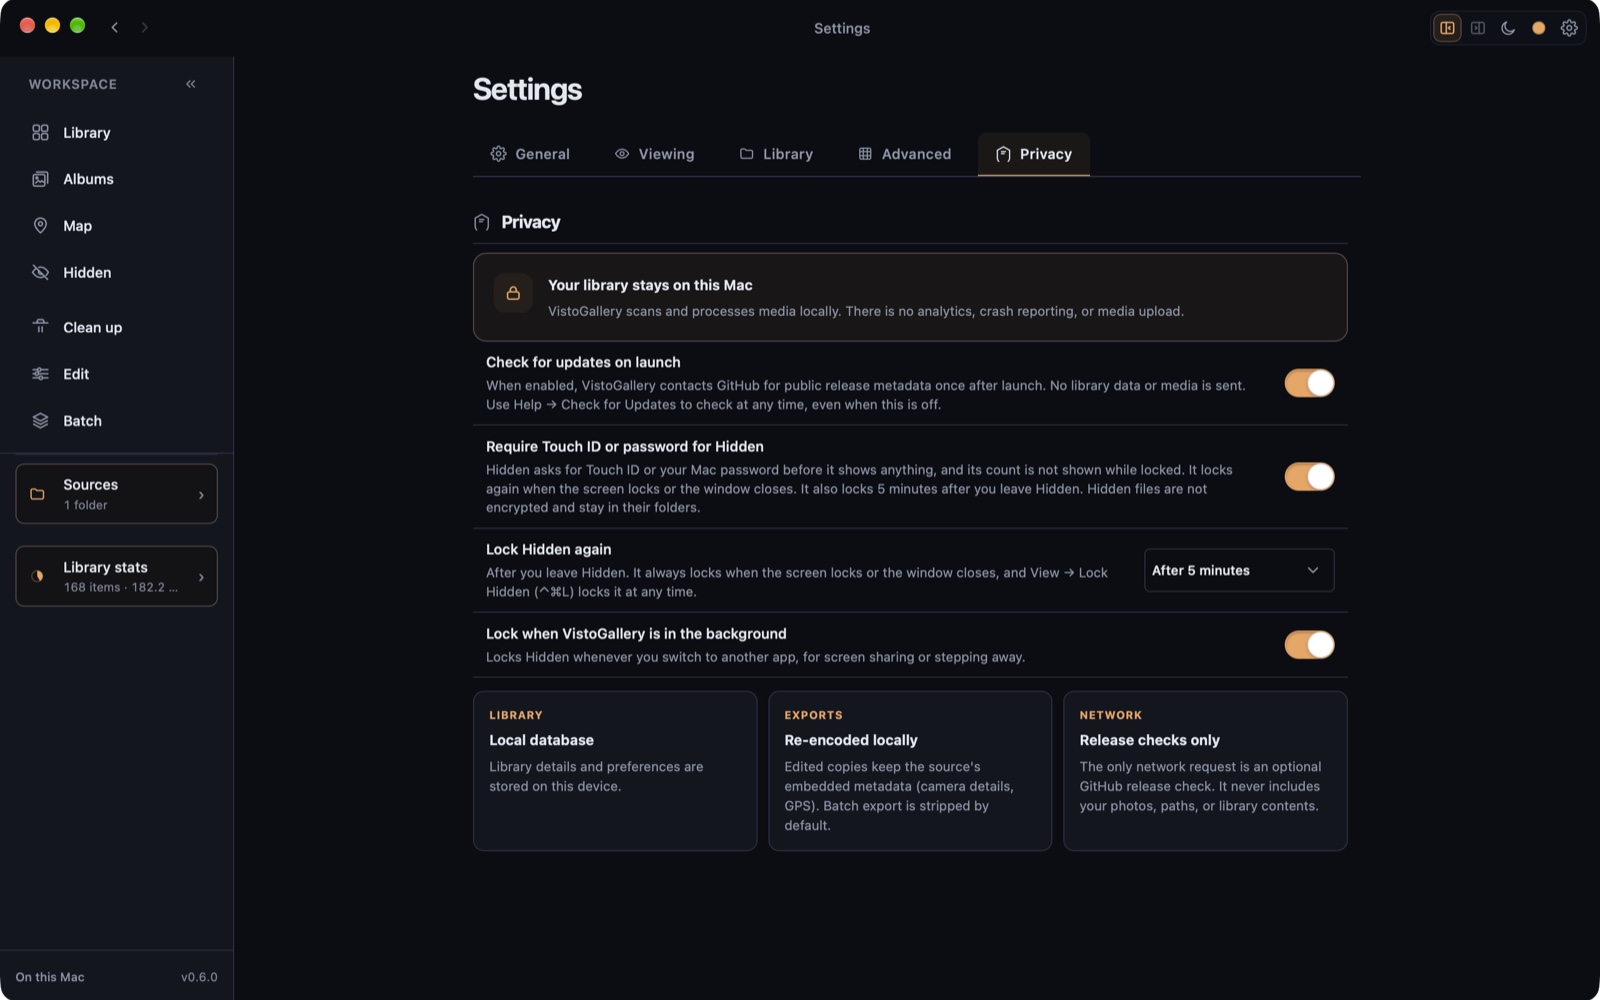 Settings
WORKSPACE
Library
Albums
Map
Hidden
Clean up
Edit
Batch
Sources
1 folder
Library stats
168 items · 182.2 ...
On this Mac
v0.6.0
Settings
General
Viewing
Library
Advanced
Privacy
Privacy
Your library stays on this Mac
VistoGallery scans and processes media locally. There is no analytics, crash reporting, or media upload.
Check for updates on launch
When enabled, VistoGallery contacts GitHub for public release metadata once after launch. No library data or media is sent.
Use Help → Check for Updates to check at any time, even when this is off.
Require Touch ID or password for Hidden
Hidden asks for Touch ID or your Mac password before it shows anything, and its count is not shown while locked. It locks
again when the screen locks or the window closes. It also locks 5 minutes after you leave Hidden. Hidden files are not
encrypted and stay in their folders.
Lock Hidden again
After you leave Hidden. It always locks when the screen locks or the window closes, and View → Lock
Hidden (^⌘L) locks it at any time.
After 5 minutes
Lock when VistoGallery is in the background
Locks Hidden whenever you switch to another app, for screen sharing or stepping away.
LIBRARY
Local database
Library details and preferences are
stored on this device.
EXPORTS
Re-encoded locally
Edited copies keep the source's
embedded metadata (camera details,
GPS). Batch export is stripped by
default.
NETWORK
Release checks only
The only network request is an optional
GitHub release check. It never includes
your photos, paths, or library contents.